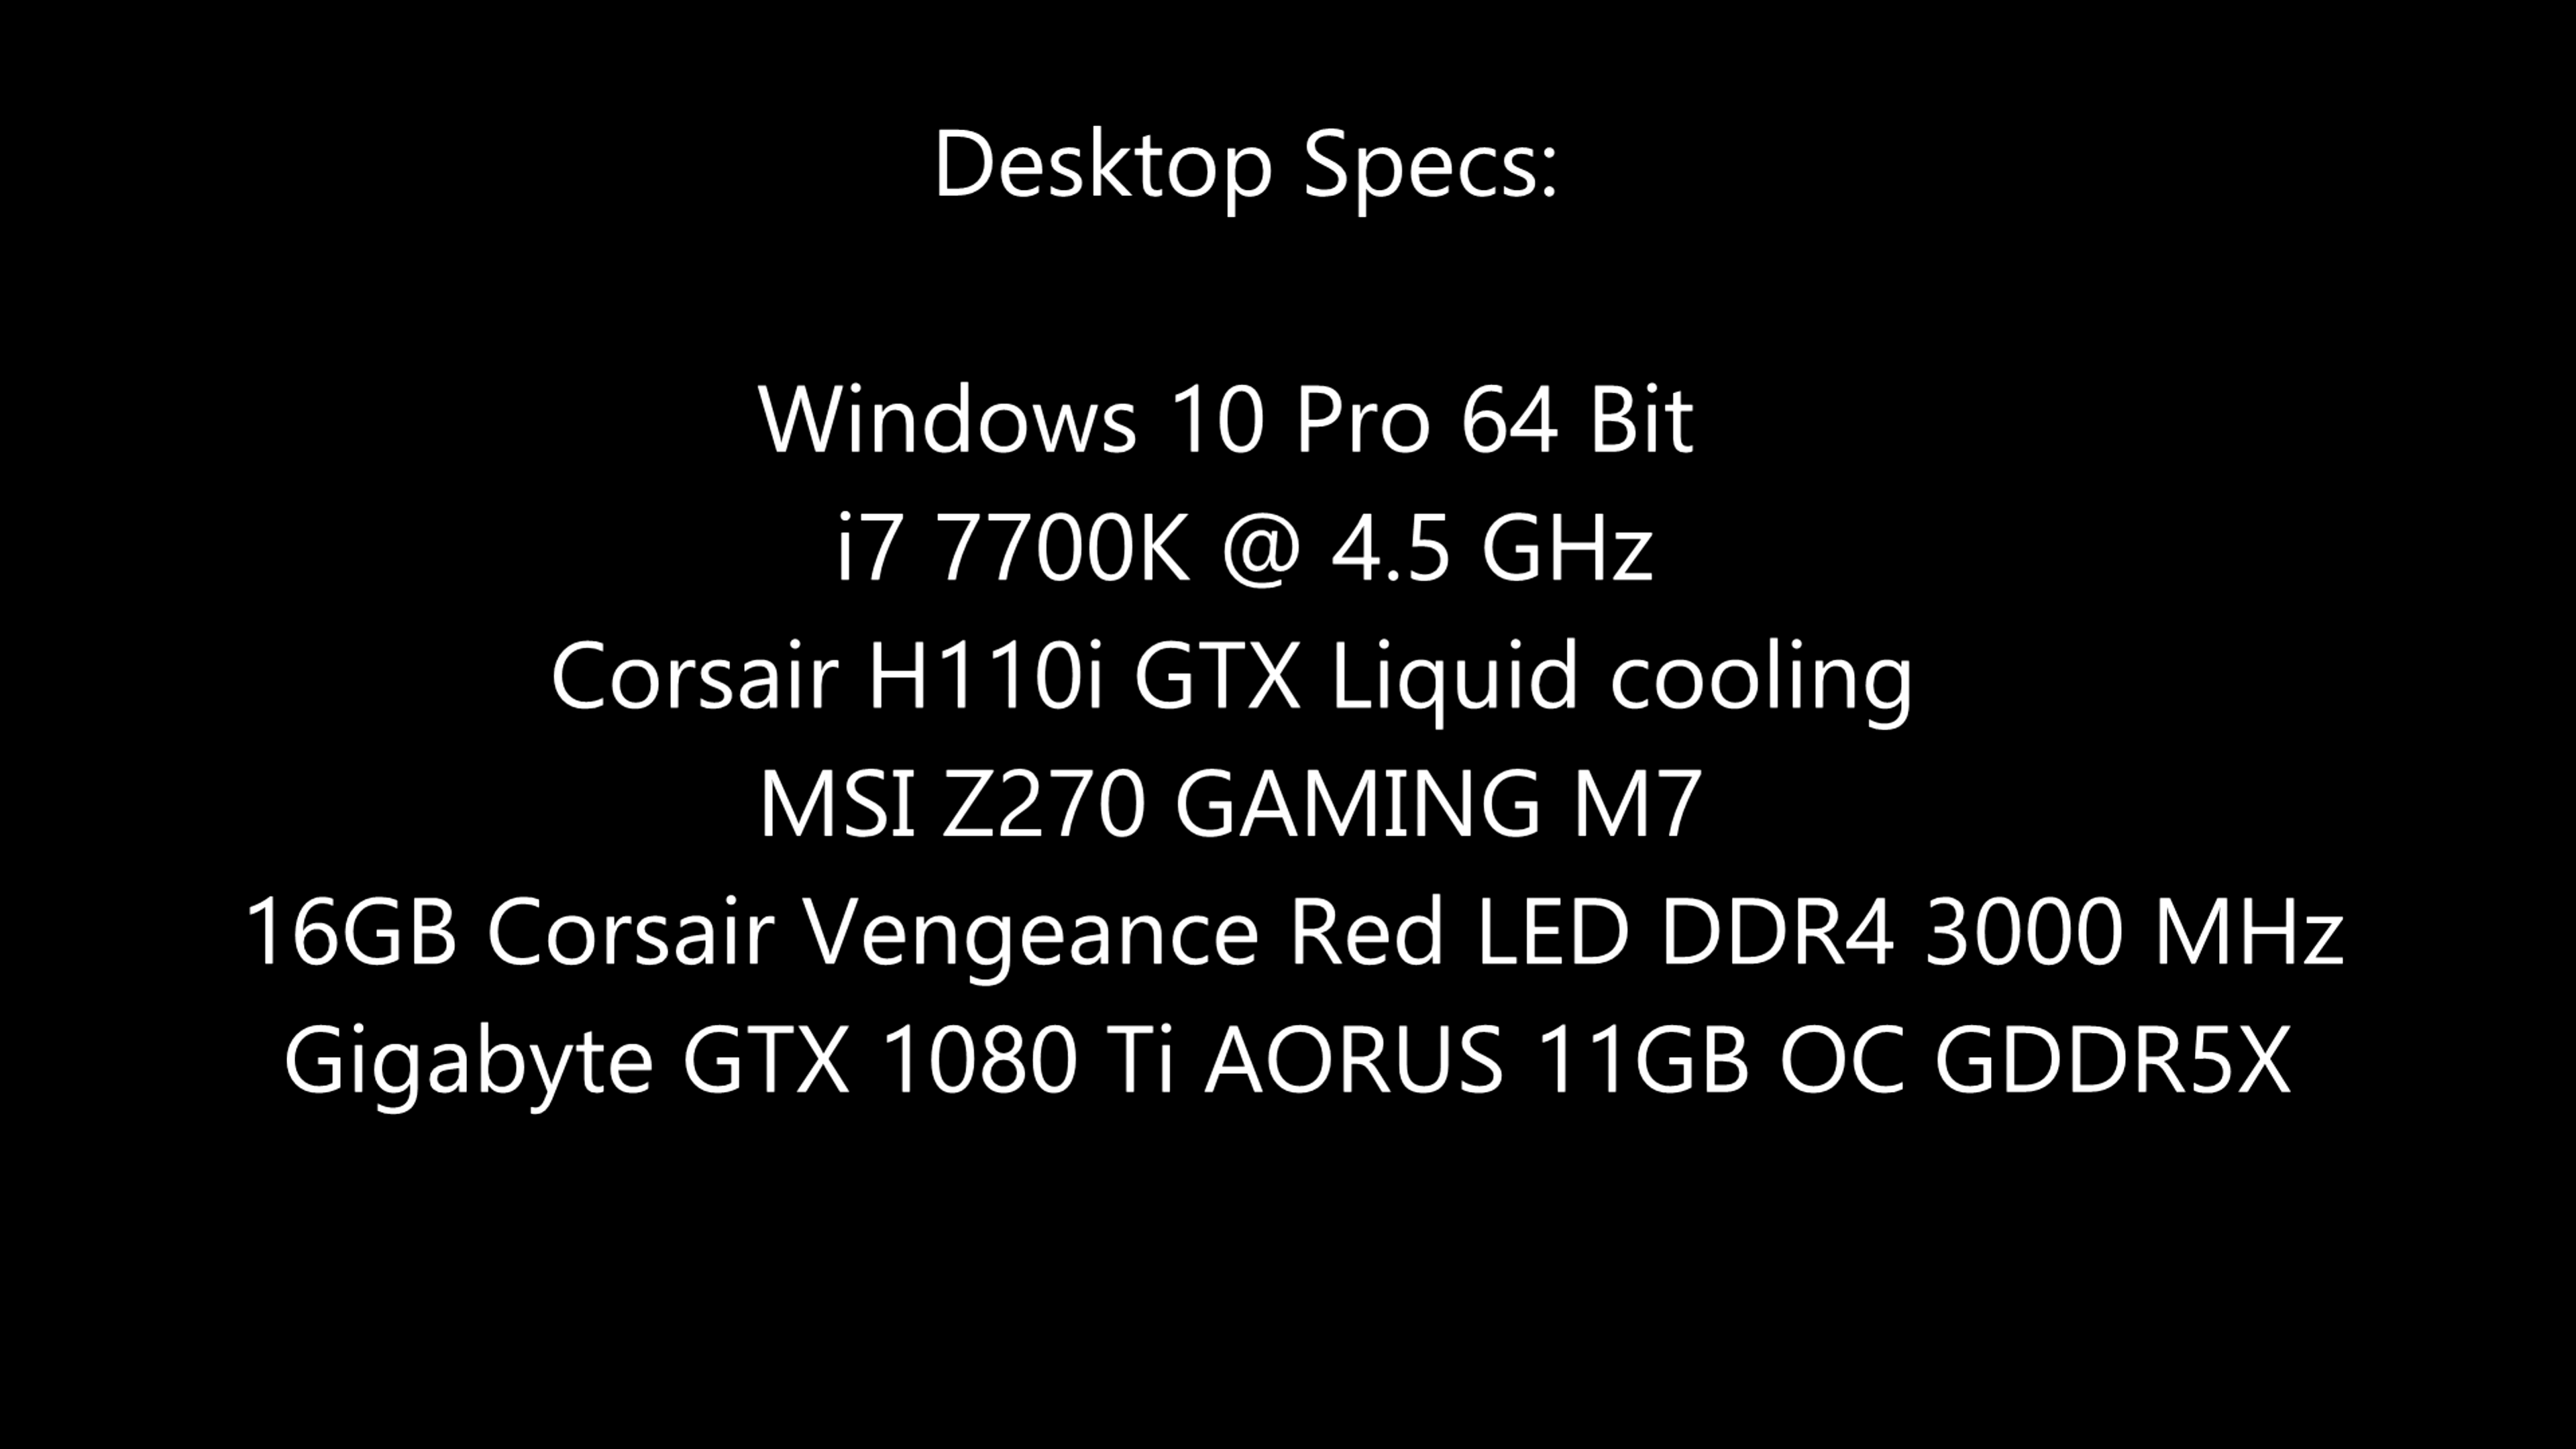 Desktop Specs:
Windows 10 Pro 64 Bit
i7 7700K @ 4.5 GHz
Corsair H110i GTX Liquid cooling
MSI Z270 GAMING M7
16GB Corsair Vengeance Red LED DDR4 3000 MHz
Gigabyte GTX 1080 Ti AORUS 11GB OC GDDR5X